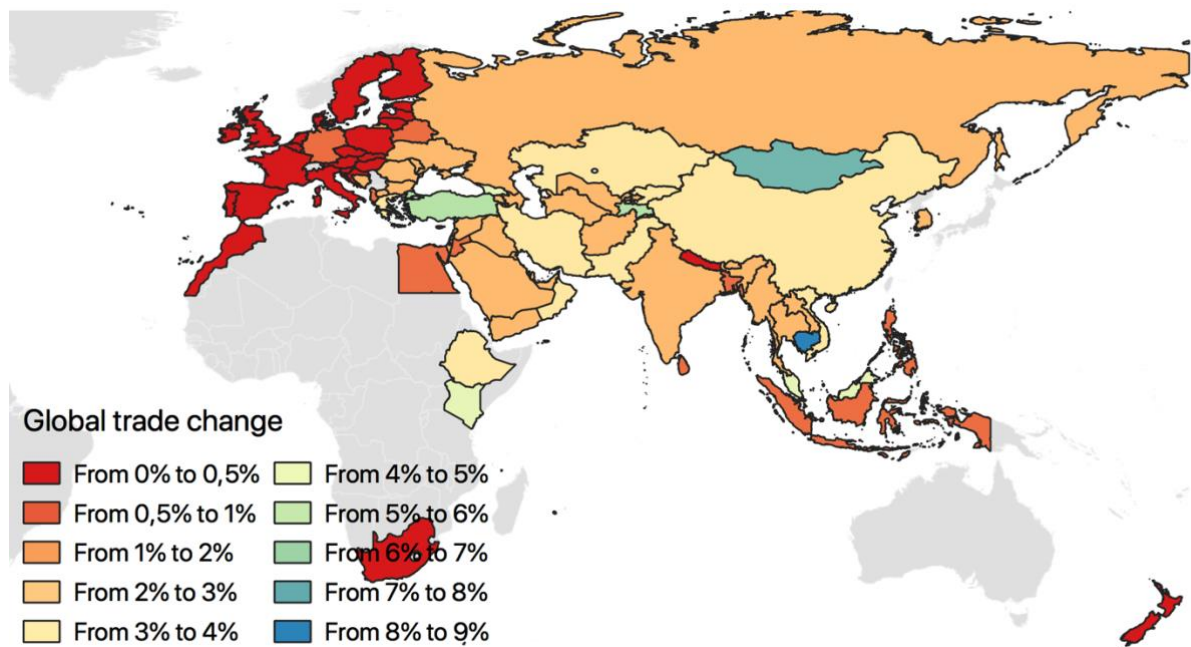 Global trade change
From 0% to 0,5%
From 0,5% to 1%
From 1% to 2%
From 2% to 3%
From 3% to 4%
From 4% to 5%
From 5% to 6%
From 6% to 7%
From 7% to 8%
From 8% to 9%